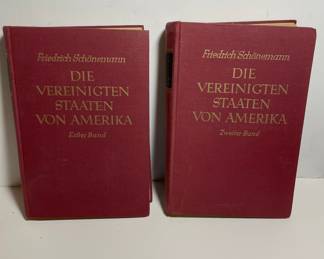 Friedrich Schönemann
DIE
VEREINIGTEN
STAATEN
VON AMERIKA
Erster Band
Friedrich Schönemann
DIE
VEREINIGTEN
STAATEN
VON AMERIKA
Zweiter Band